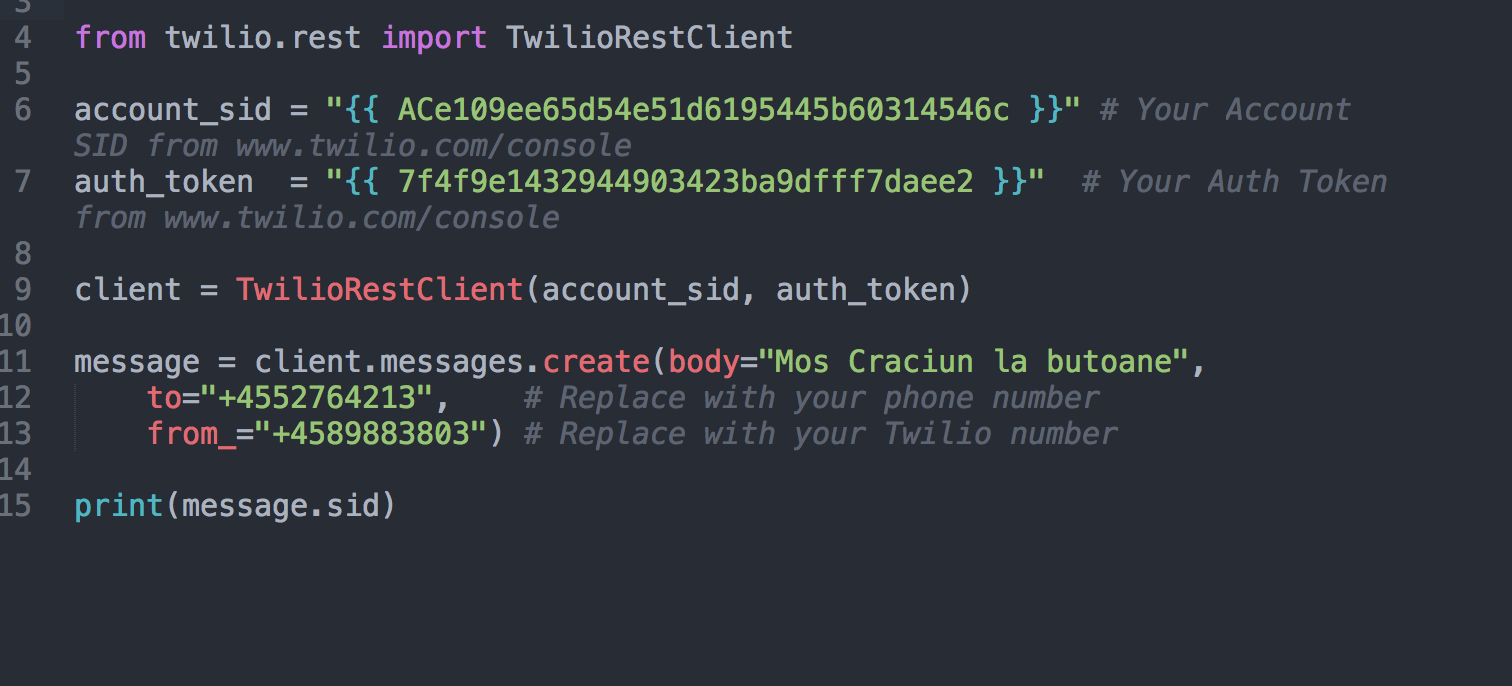 3
4 from twilio.rest import TwilioRestClient
5
6 account_sid = "{{ ACe109ee65d54e51d6195445b60314546c }}" # Your Account
SID from www.twilio.com/console
7 auth_token  = "{{ 7f4f9e1432944903423ba9dfff7daee2 }}"  # Your Auth Token
from www.twilio.com/console
8
9 client = TwilioRestClient(account_sid, auth_token)
10
11 message = client.messages.create(body="Mos Craciun la butoane",
12     to="+4552764213",    # Replace with your phone number
13     from_="+4589883803") # Replace with your Twilio number
14
15 print(message.sid)